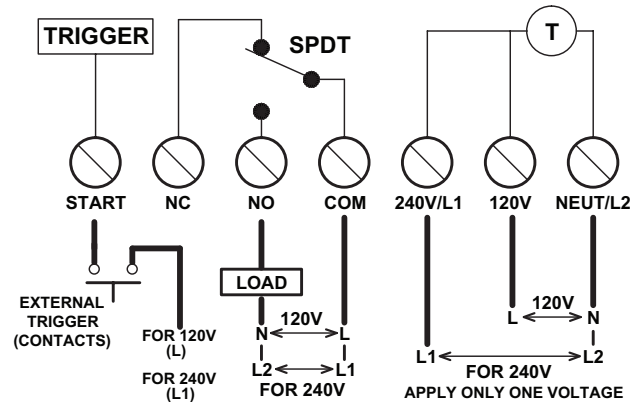 TRIGGER
SPDT
T
START NC NO COM 240V/L1 120V NEUT/L2
LOAD
EXTERNAL
TRIGGER
(CONTACTS)
FOR 120V
(L)
FOR 240V
(L1)
N 120V L
L2 L1
FOR 240V
L 120V N
L1 L2
FOR 240V
APPLY ONLY ONE VOLTAGE